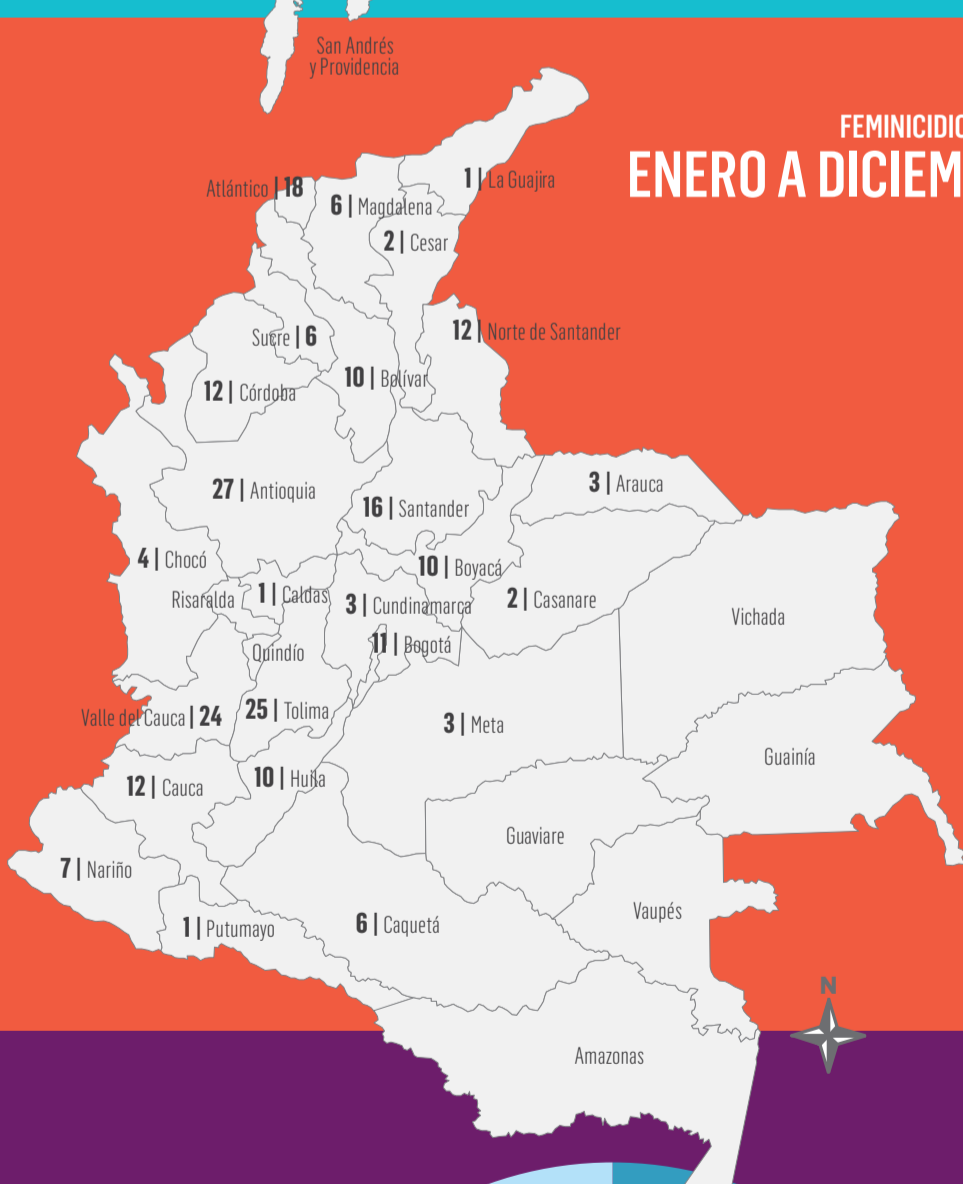 San Andrés
y Providencia
FEMINICIDIO
ENERO A DICIEM
1 | La Guajira
Atlántico | 18
6 | Magdalena
2 | Cesar
12 | Norte de Santander
Sucre | 6
10 | Bolívar
12 | Córdoba
3 | Arauca
27 | Antioquia
16 | Santander
4 | Chocó
10 | Boyacá
Risaralda
1 | Caldas
3 | Cundinamarca
2 | Casanare
Vichada
11 | Bogotá
Quindío
Valle del Cauca | 24
25 | Tolima
3 | Meta
Guainía
12 | Cauca
10 | Huila
Guaviare
7 | Nariño
Vaupés
1 | Putumayo
6 | Caquetá
N
Amazonas